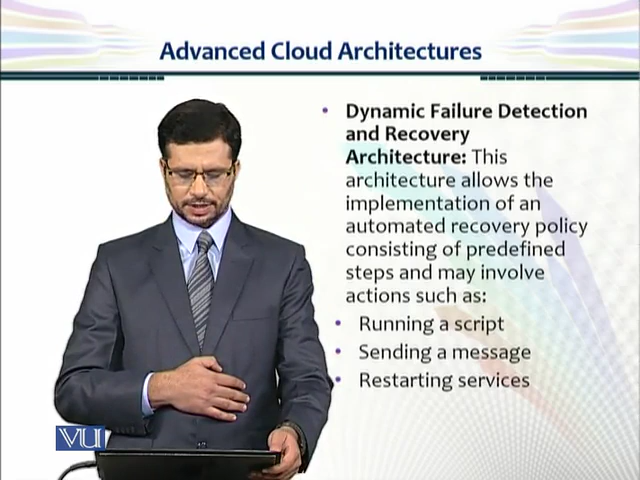 Advanced Cloud Architectures
• Dynamic Failure Detection
and Recovery
Architecture: This
architecture allows the
implementation of an
automated recovery policy
consisting of predefined
steps and may involve
actions such as:
• Running a script
• Sending a message
• Restarting services
VU